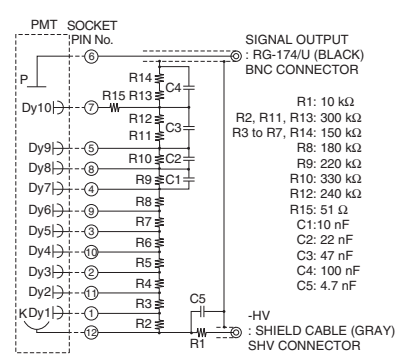 PMT SOCKET
PIN No.
SIGNAL OUTPUT
: RG-174/U (BLACK)
BNC CONNECTOR
6
P
R14
C4
R15 R13
Dy10
7
R12
C3
R11
Dy9
5
R10 C2
Dy8
8
R9 C1
Dy7
4
R8
Dy6
9
R7
Dy5
3
R6
Dy4
10
R5
Dy3
2
R4
Dy2
11
R3
K Dy1
1
R2
12
C5
R1
R1: 10 kΩ
R2, R11, R13: 300 kΩ
R3 to R7, R14: 150 kΩ
R8: 180 kΩ
R9: 220 kΩ
R10: 330 kΩ
R12: 240 kΩ
R15: 51 Ω
C1:10 nF
C2: 22 nF
C3: 47 nF
C4: 100 nF
C5: 4.7 nF
-HV
: SHIELD CABLE (GRAY)
SHV CONNECTOR